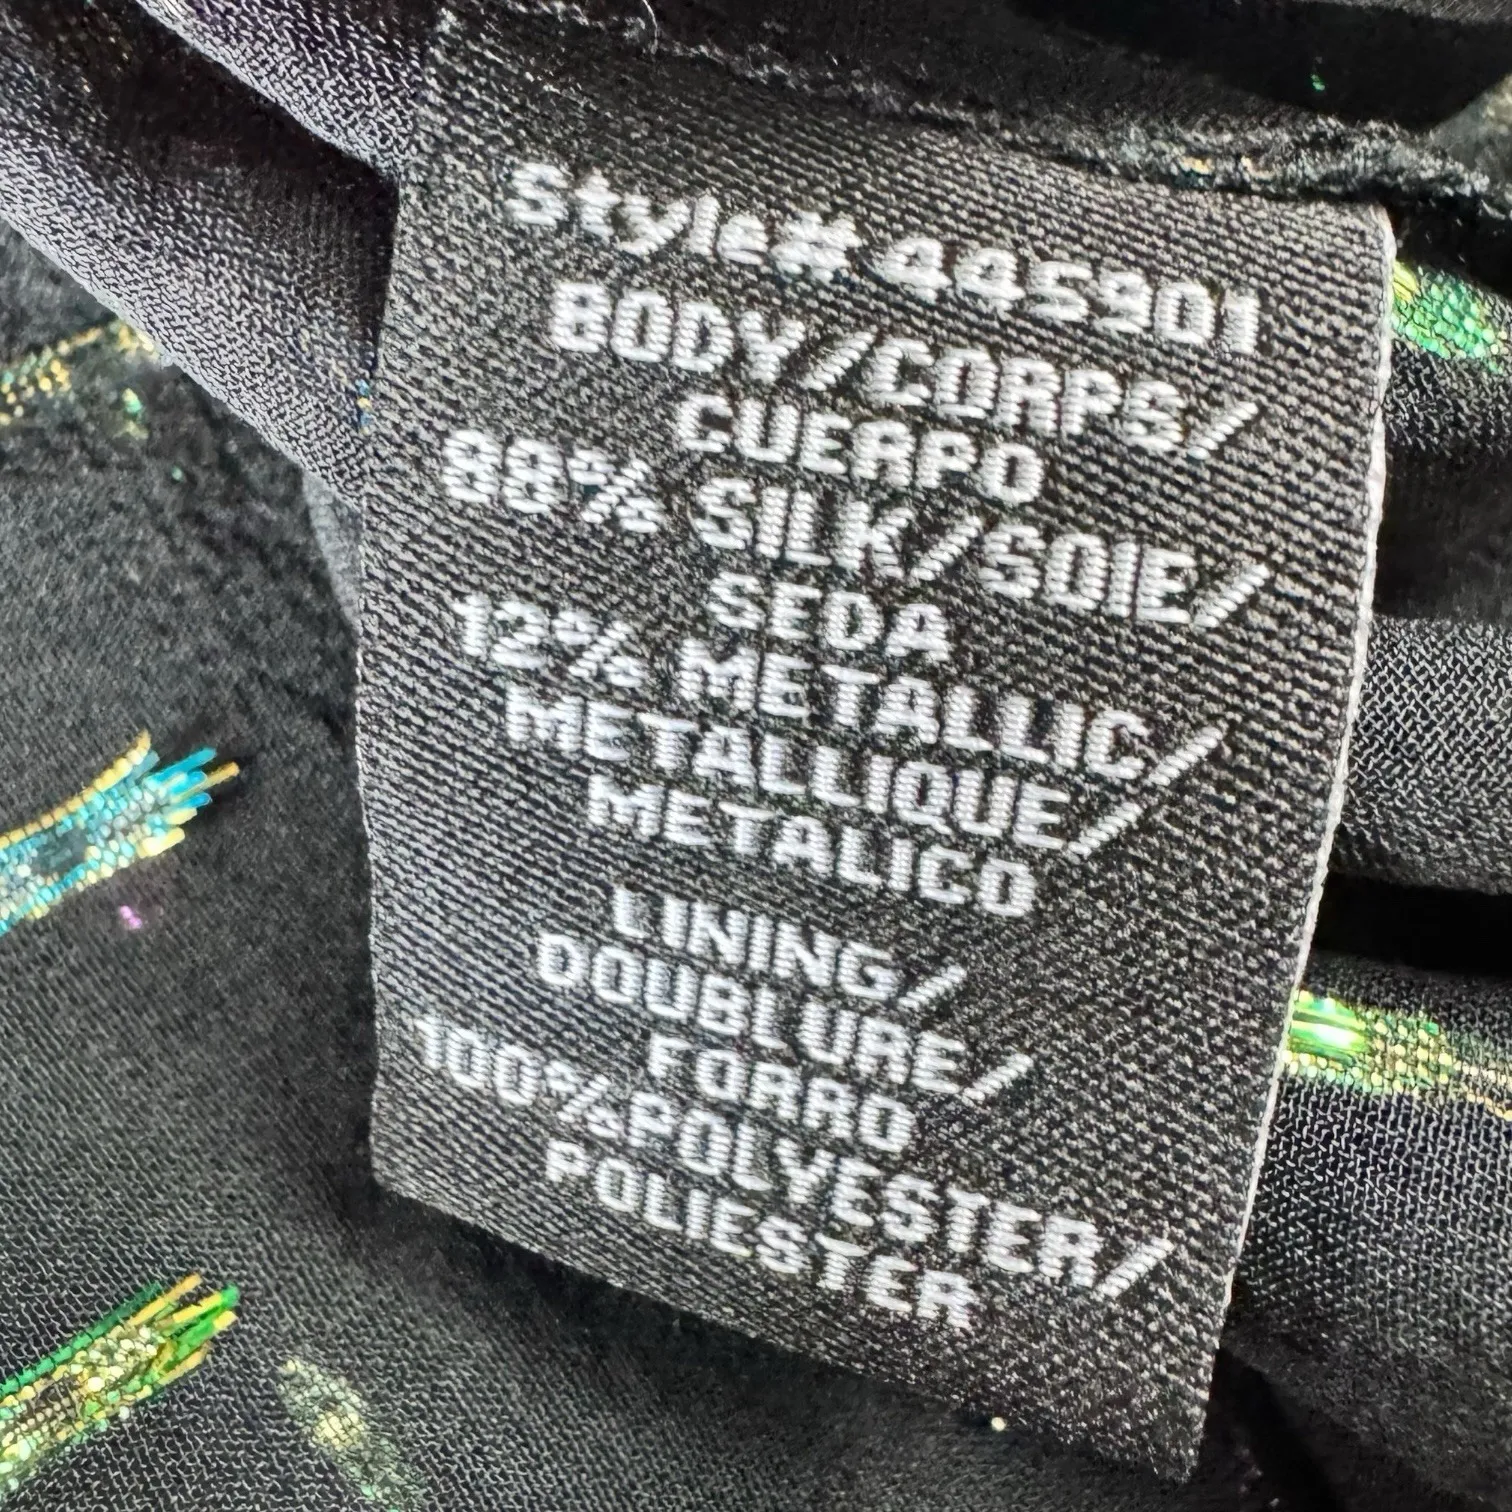 Style#445901
BODY/CORPS/
CUERPO
88% SILK/SOIE/
SEDA
12% METALLIC/
METALLIQUE/
METALICO
LINING/
DOUBLURE/
FORRO
100%POLYESTER/
POLIESTER